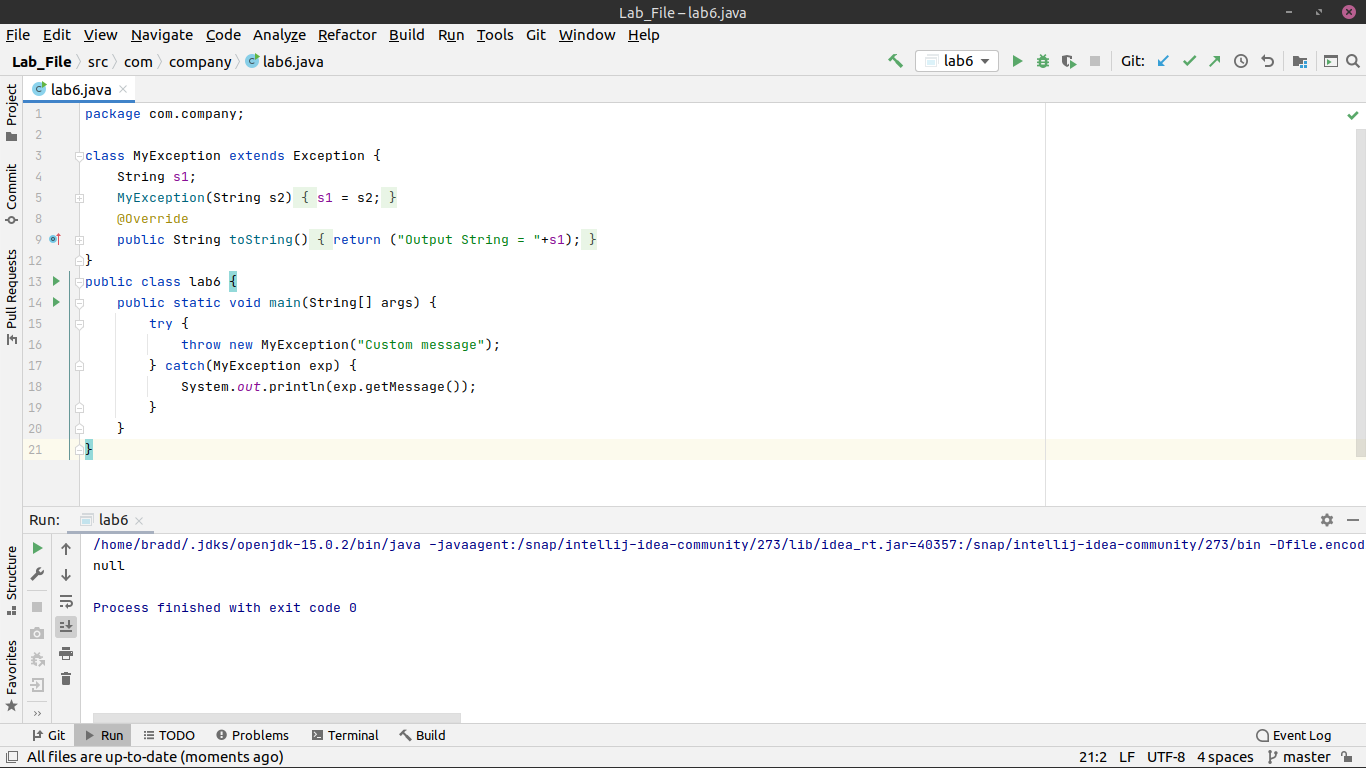 Lab_File – lab6.java
File Edit View Navigate Code Analyze Refactor Build Run Tools Git Window Help
Lab_File src com company lab6.java
lab6
Git:
lab6.java
Project
Commit
Pull Requests
1 package com.company;
2
3 class MyException extends Exception {
4 String s1;
5 MyException(String s2) { s1 = s2; }
8 @Override
9 public String toString() { return ("Output String = "+s1); }
12 }
13 public class lab6 {
14 public static void main(String[] args) {
15 try {
16 throw new MyException("Custom message");
17 } catch(MyException exp) {
18 System.out.println(exp.getMessage());
19 }
20 }
21 }
Run: lab6
Structure
Favorites
/home/bradd/.jdks/openjdk-15.0.2/bin/java -javaagent:/snap/intellij-idea-community/273/lib/idea_rt.jar=40357:/snap/intellij-idea-community/273/bin -Dfile.encod
null
Process finished with exit code 0
Git Run TODO Problems Terminal Build Event Log
All files are up-to-date (moments ago) 21:2 LF UTF-8 4 spaces master